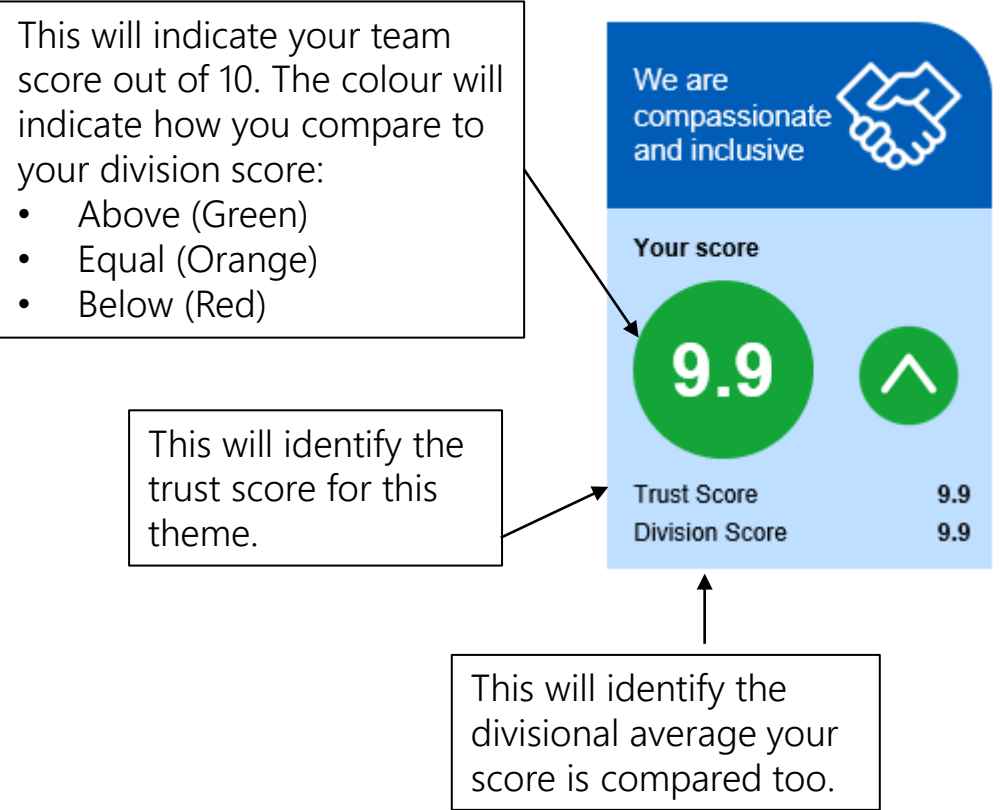 This will indicate your team
score out of 10. The colour will
indicate how you compare to
your division score:
• Above (Green)
• Equal (Orange)
• Below (Red)
We are
compassionate
and inclusive
Your score
9.9
This will identify the
trust score for this
theme.
Trust Score 9.9
Division Score 9.9
This will identify the
divisional average your
score is compared too.